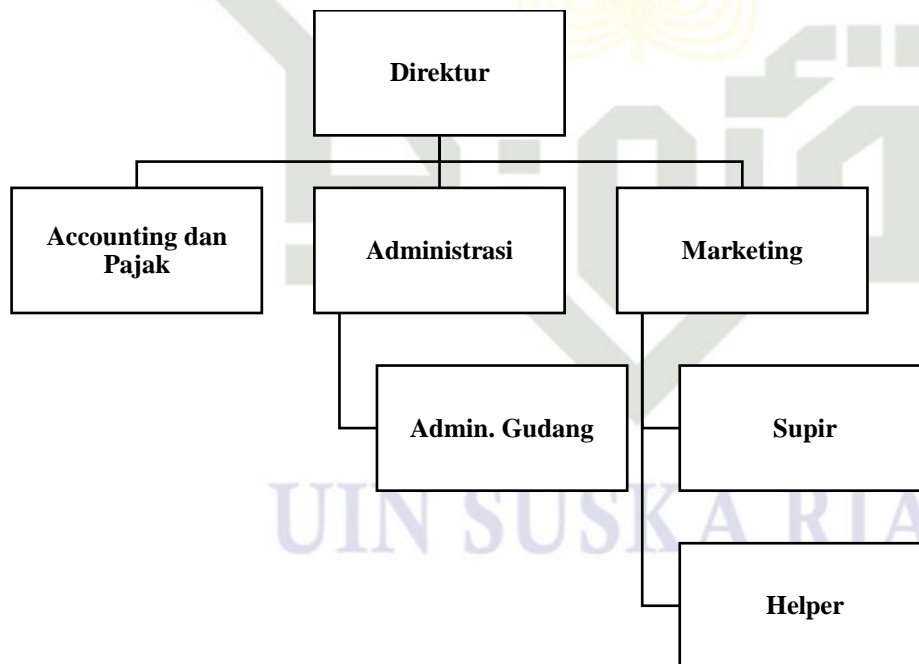 Direktur
Accounting dan
Pajak
Administrasi
Marketing
Admin. Gudang
Supir
Helper
UIN SUSKA RIA